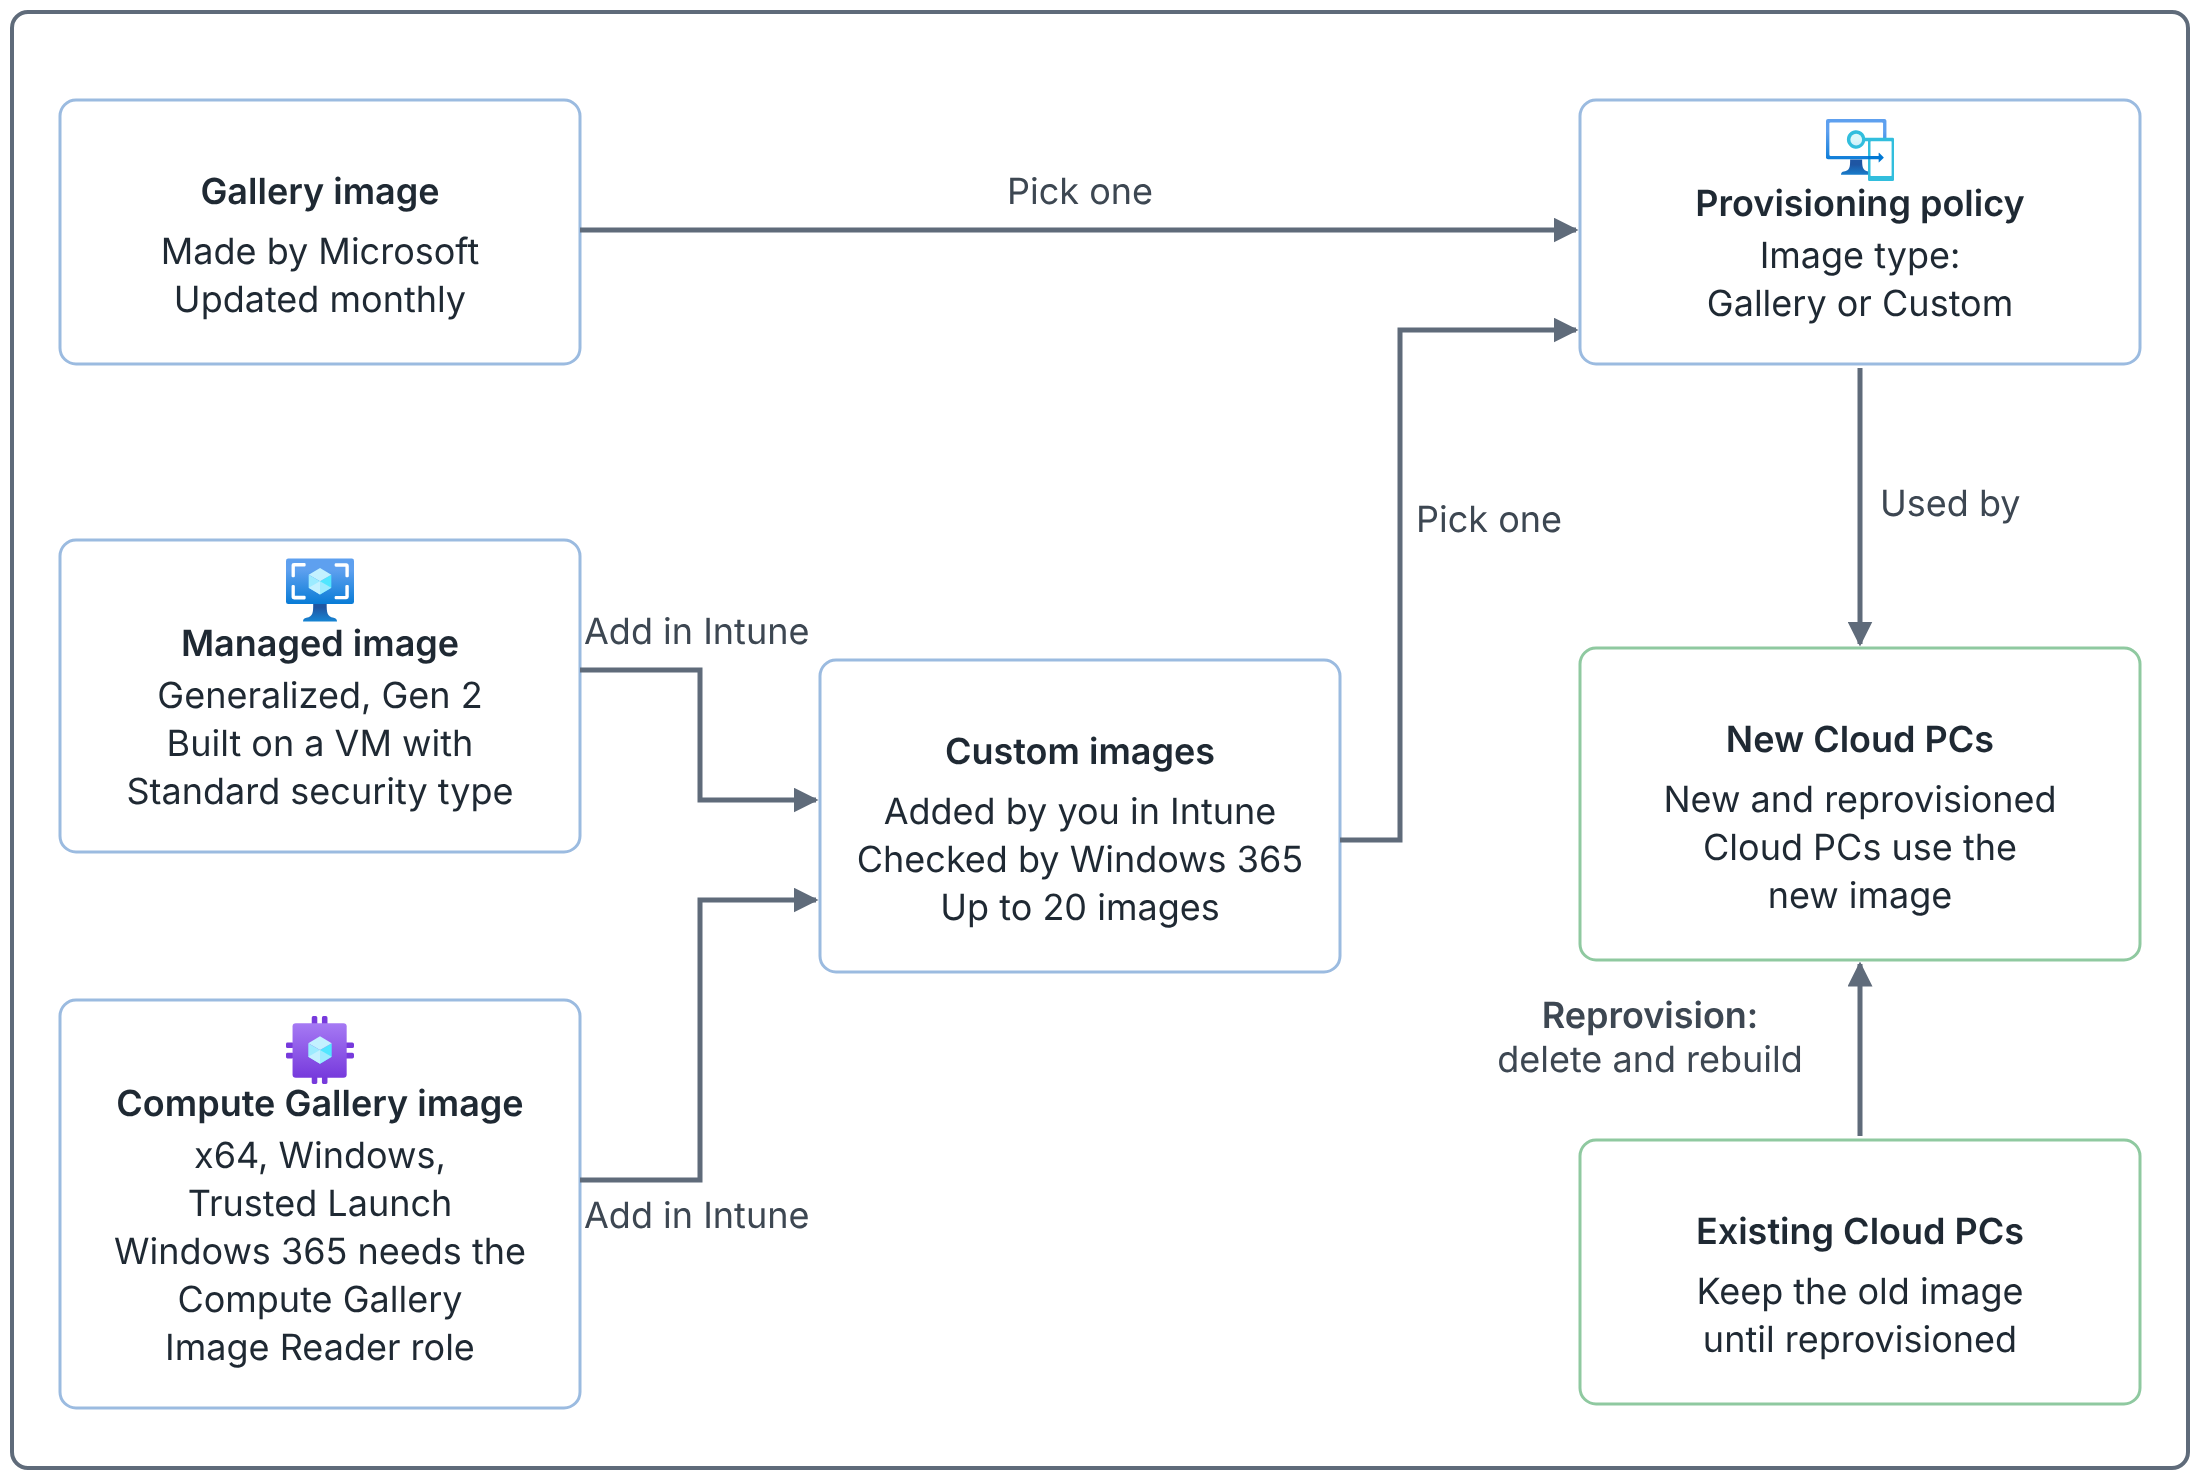 Gallery image
Made by Microsoft
Updated monthly
Pick one
Provisioning policy
Image type:
Gallery or Custom
Pick one
Used by
Managed image
Generalized, Gen 2
Built on a VM with
Standard security type
Add in Intune
Custom images
Added by you in Intune
Checked by Windows 365
Up to 20 images
New Cloud PCs
New and reprovisioned
Cloud PCs use the
new image
Compute Gallery image
x64, Windows,
Trusted Launch
Windows 365 needs the
Compute Gallery
Image Reader role
Add in Intune
Reprovision:
delete and rebuild
Existing Cloud PCs
Keep the old image
until reprovisioned